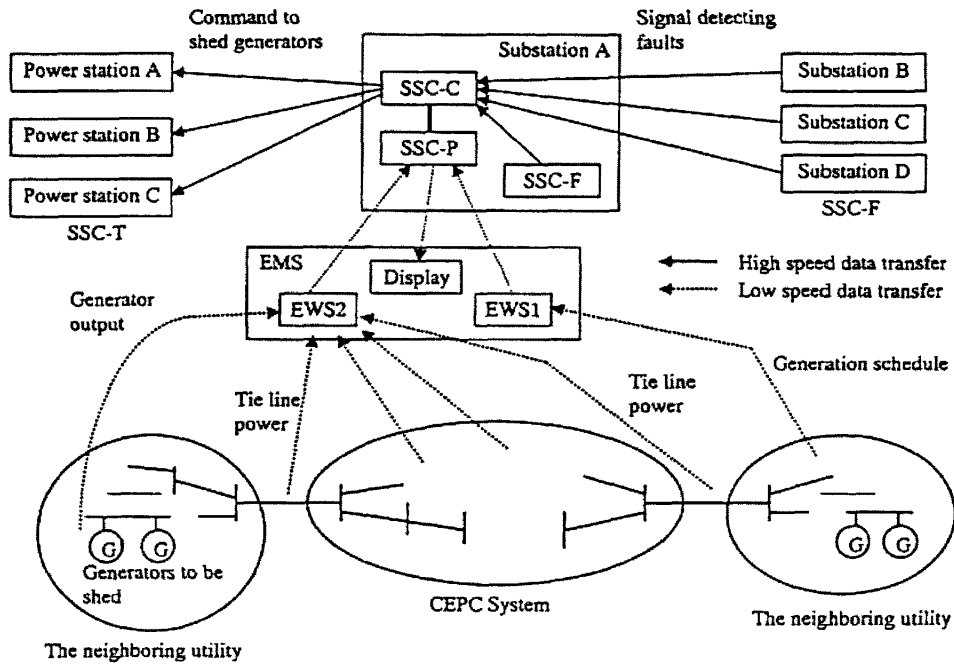 Command to
shed generators
Signal detecting
faults
Substation A
Power station A
SSC-C
Substation B
Power station B
Substation C
SSC-P
Power station C
SSC-F
Substation D
SSC-T
SSC-F
EMS
Display
High speed data transfer
Low speed data transfer
Generator
output
EWS2
EWS1
Tie line
power
Tie line
power
Generation schedule
G
G
G
G
Generators to be
shed
CEPC System
The neighboring utility
The neighboring utility